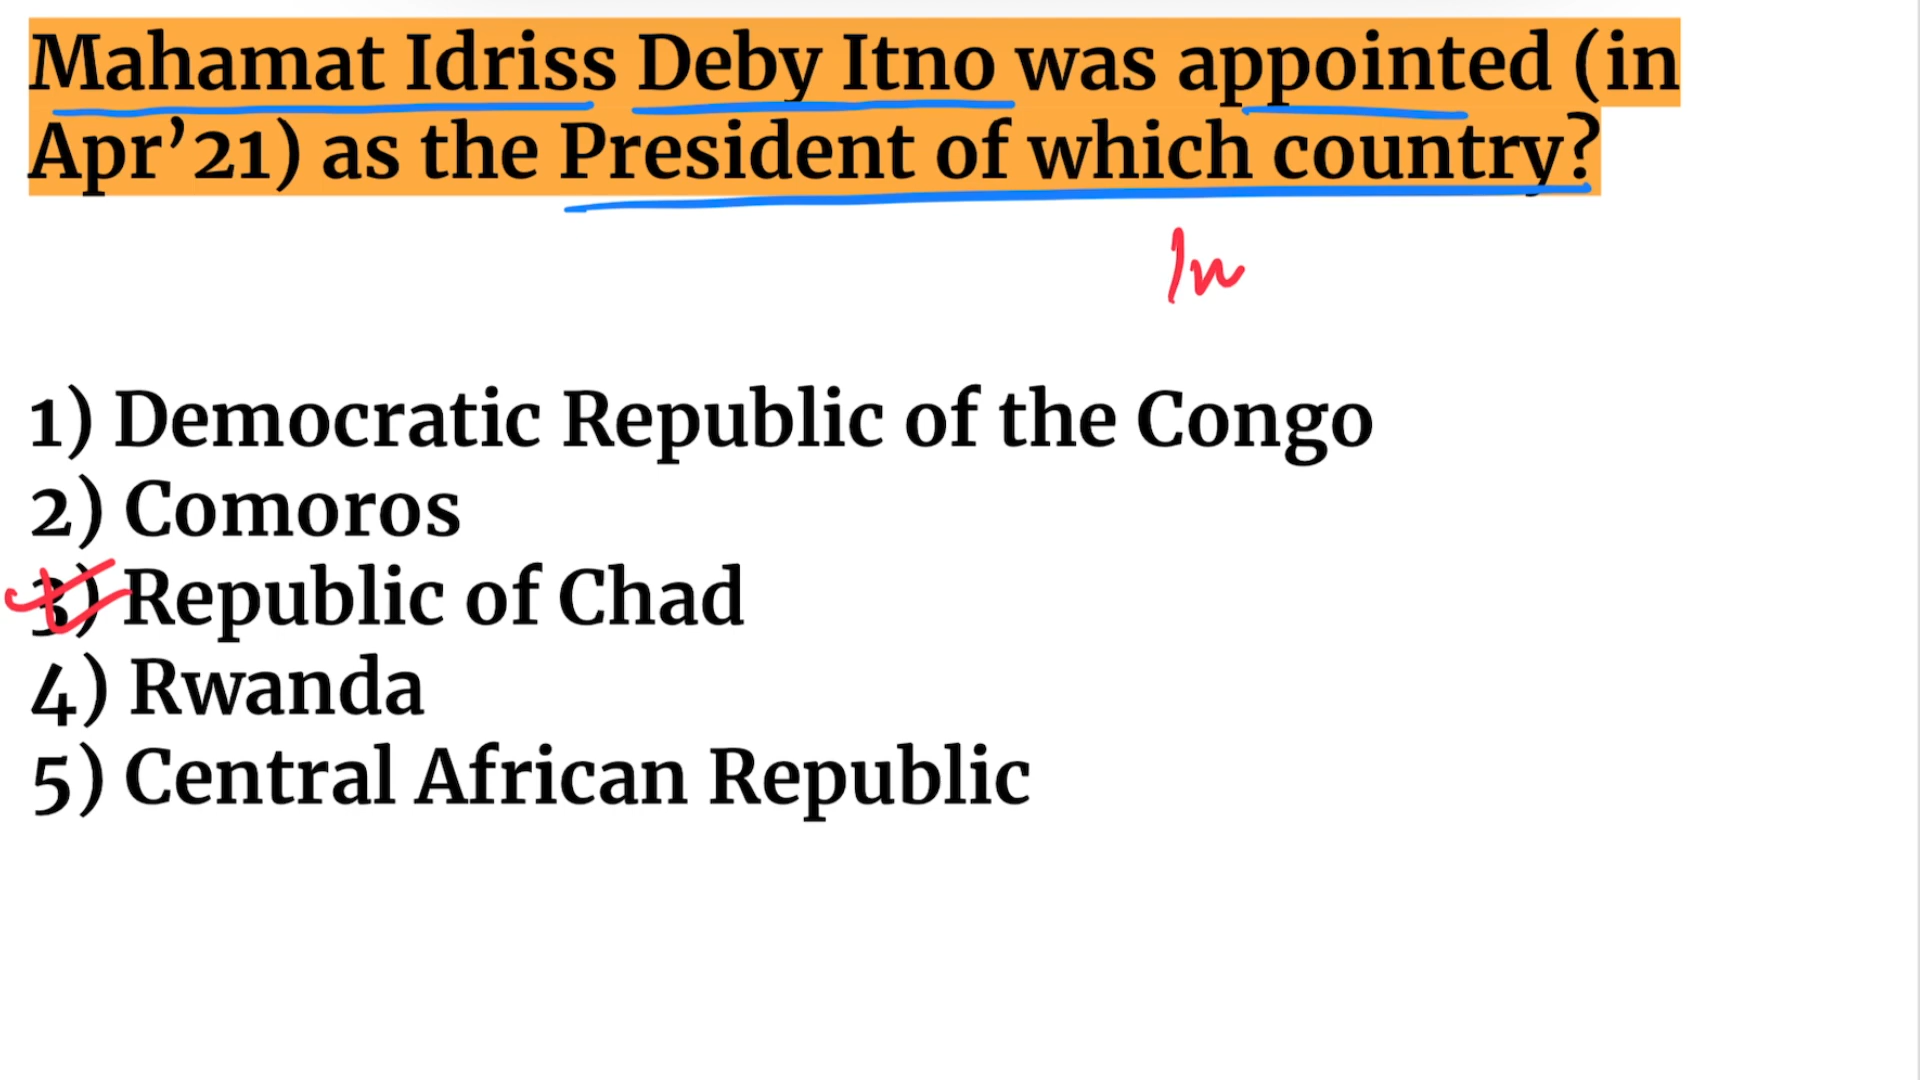 Mahamat Idriss Deby Itno was appointed (in
Apr’21) as the President of which country?
In
1) Democratic Republic of the Congo
2) Comoros
3) Republic of Chad
4) Rwanda
5) Central African Republic